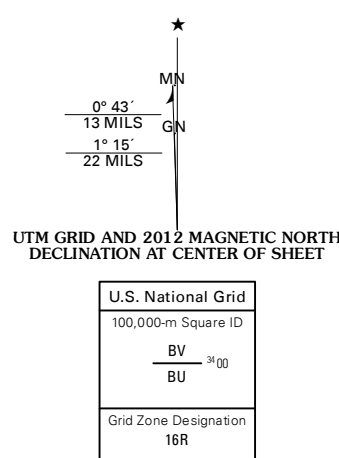 ★
MN
0° 43´
13 MILS
GN
1° 15´
22 MILS
UTM GRID AND 2012 MAGNETIC NORTH
DECLINATION AT CENTER OF SHEET
U.S. National Grid
100,000-m Square ID
BV
3400
BU
Grid Zone Designation
16R